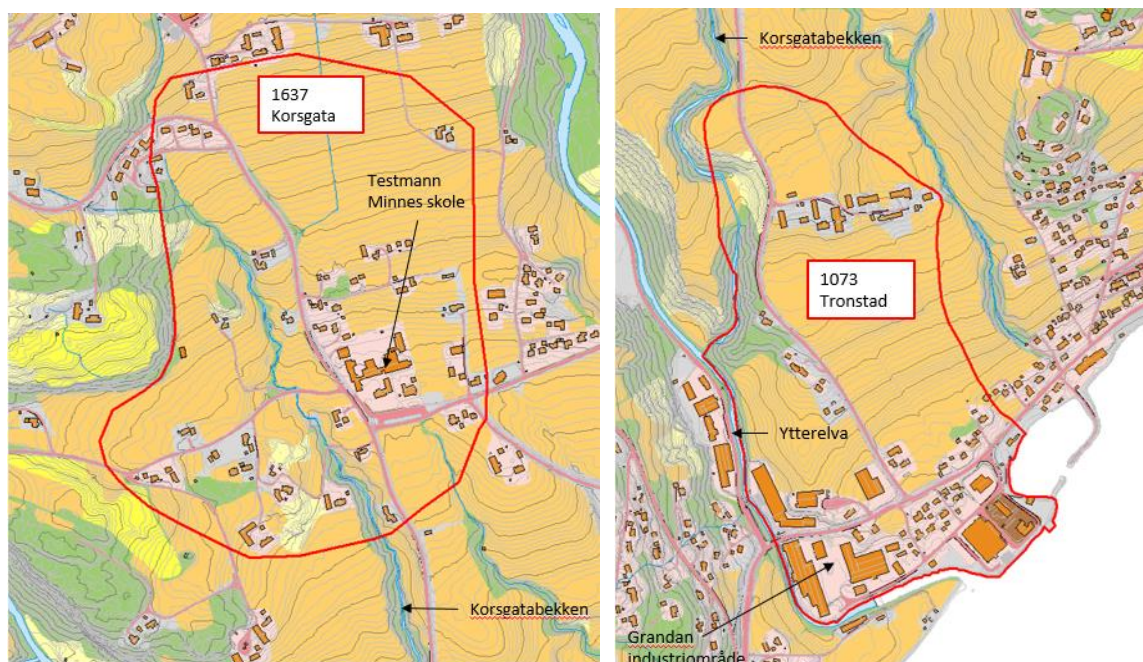 1637
Korsgata
Testmann
Minnes skole
Korsgatabekken
Korsgatabekken
1073
Tronstad
Ytterelva
Grandan
industriområde